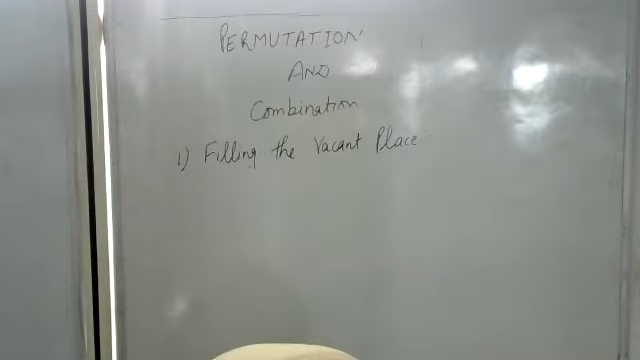 PERMUTATION
AND
Combination
1) Filling the Vacant Place